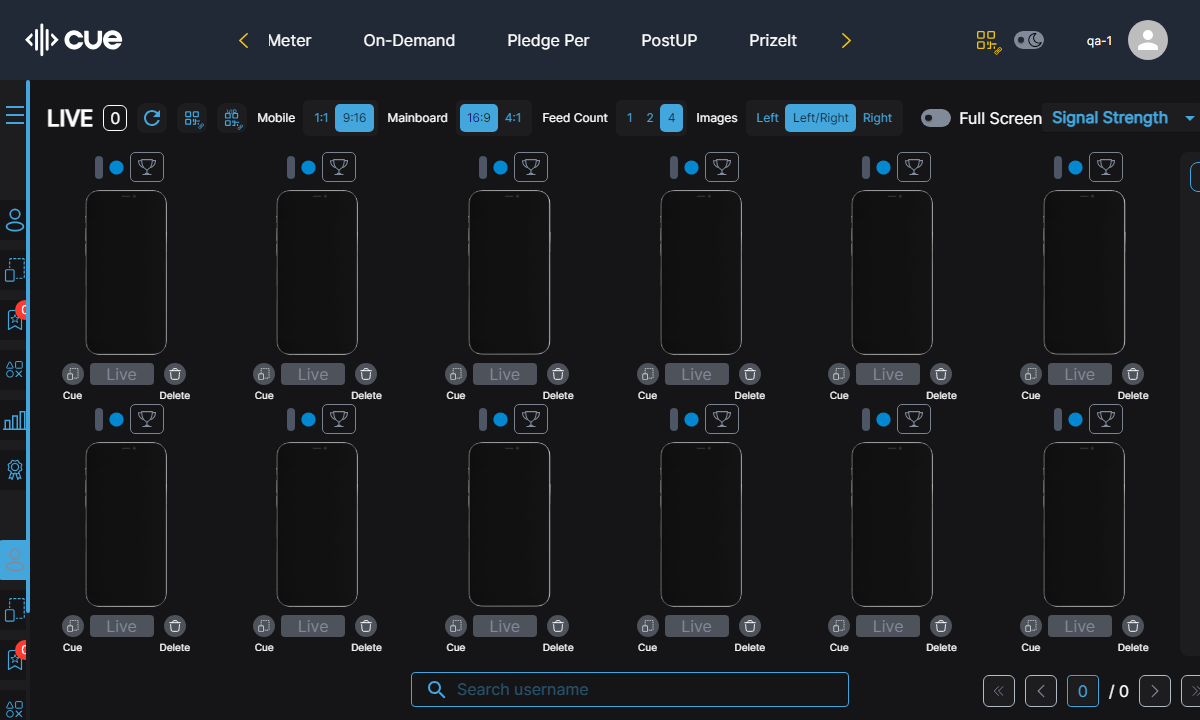 cue
Meter On-Demand Pledge Per PostUP PrizeIt
qa-1
LIVE 0 Mobile 1:1 9:16 Mainboard 16:9 4:1 Feed Count 1 2 4 Images Left Left/Right Right Full Screen Signal Strength
Live Live Live Live Live Live
Cue Delete Cue Delete Cue Delete Cue Delete Cue Delete Cue Delete
Live Live Live Live Live Live
Cue Delete Cue Delete Cue Delete Cue Delete Cue Delete Cue Delete
Search username
0 / 0